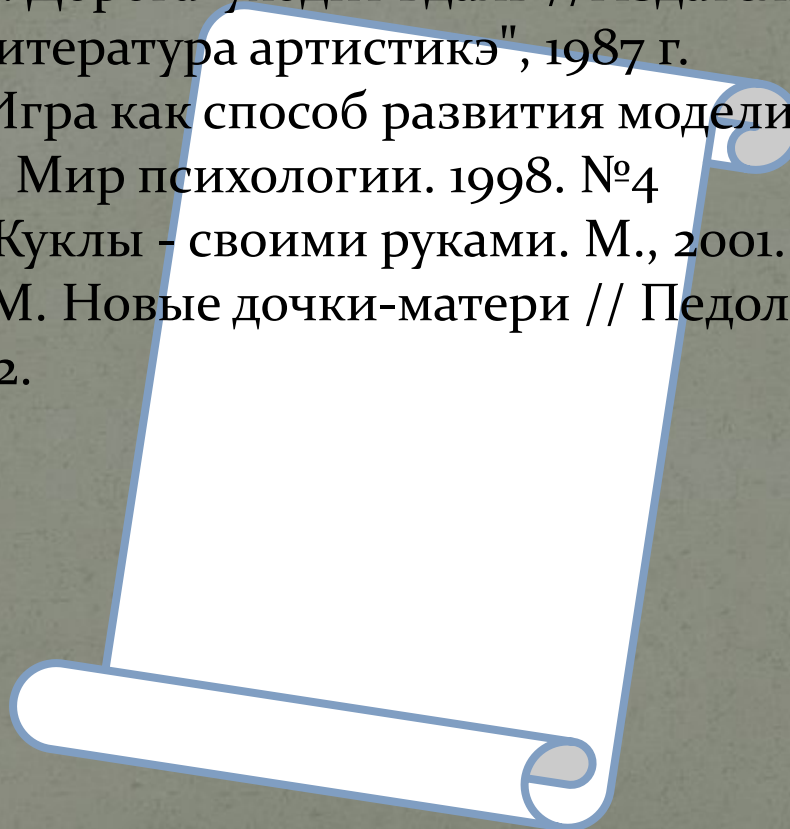 итература артистикэ", 1987 г.
Игра как способ развития модели
Мир психологии. 1998. №4
Куклы - своими руками. М., 2001.
М. Новые дочки-матери // Педол
2.